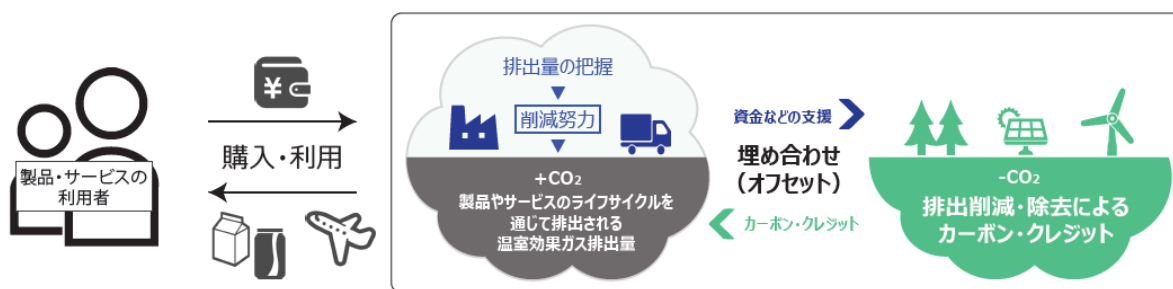 製品・サービスの
利用者
¥
購入・利用
排出量の把握
削減努力
+CO₂
製品やサービスのライフサイクルを
通じて排出される
温室効果ガス排出量
資金などの支援
埋め合わせ
（オフセット）
カーボン・クレジット
-CO₂
排出削減・除去による
カーボン・クレジット